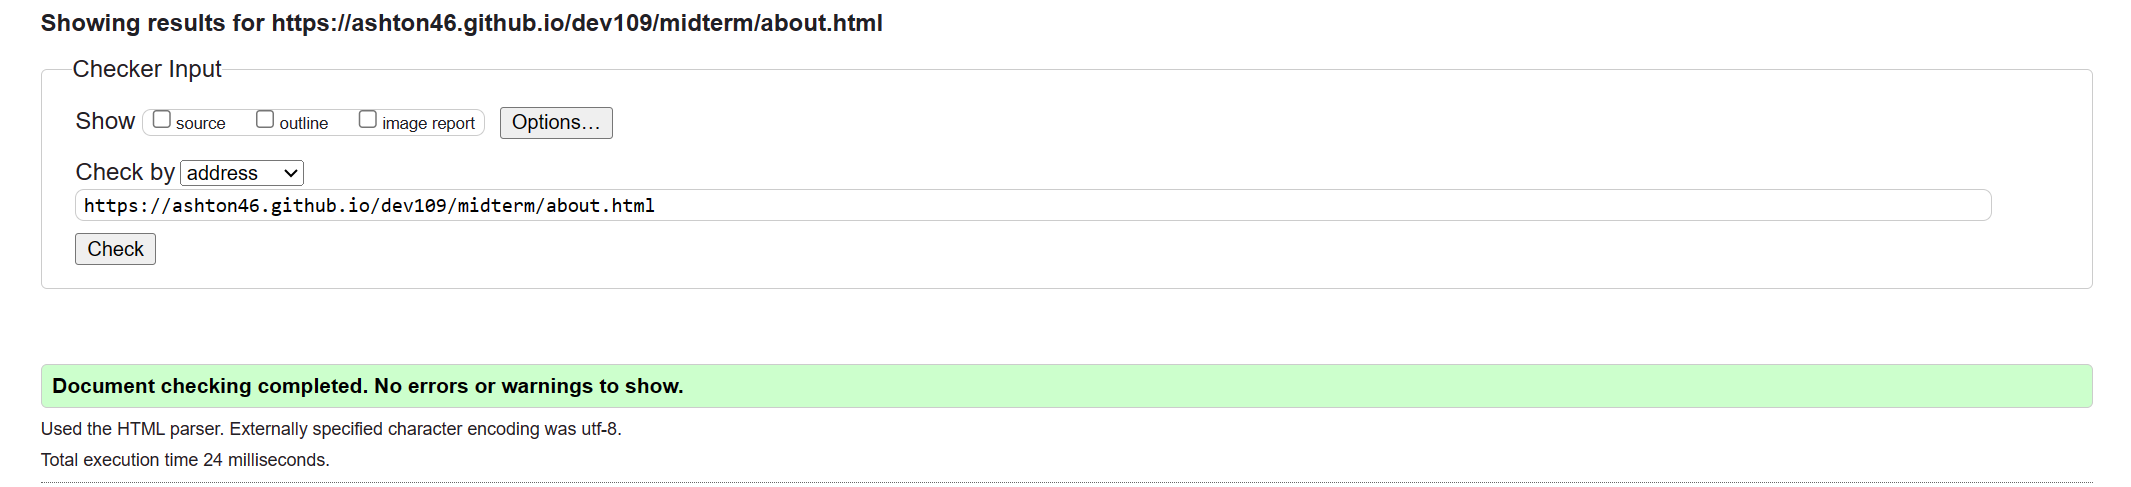 Showing results for https://ashton46.github.io/dev109/midterm/about.html
Checker Input
Show source outline image report Options...
Check by address
https://ashton46.github.io/dev109/midterm/about.html
Check
Document checking completed. No errors or warnings to show.
Used the HTML parser. Externally specified character encoding was utf-8.
Total execution time 24 milliseconds.